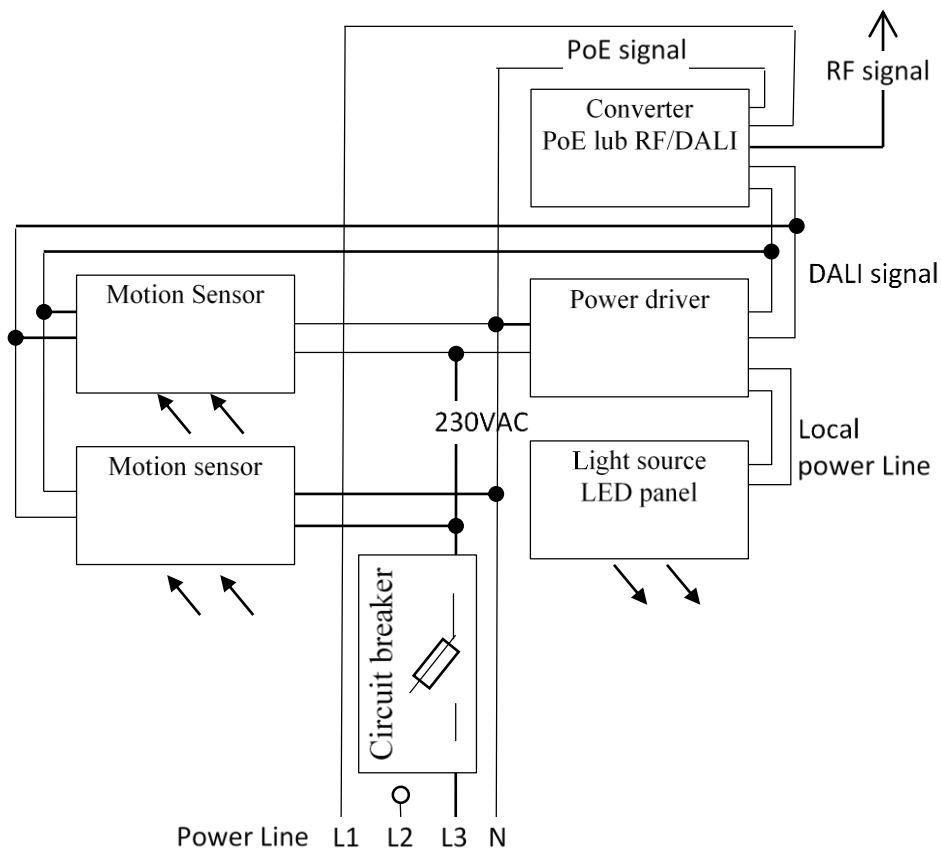 PoE signal
RF signal
Converter
PoE lub RF/DALI
DALI signal
Motion Sensor
Power driver
230VAC
Local
power Line
Motion sensor
Light source
LED panel
Circuit breaker
Power Line L1 L2 L3 N